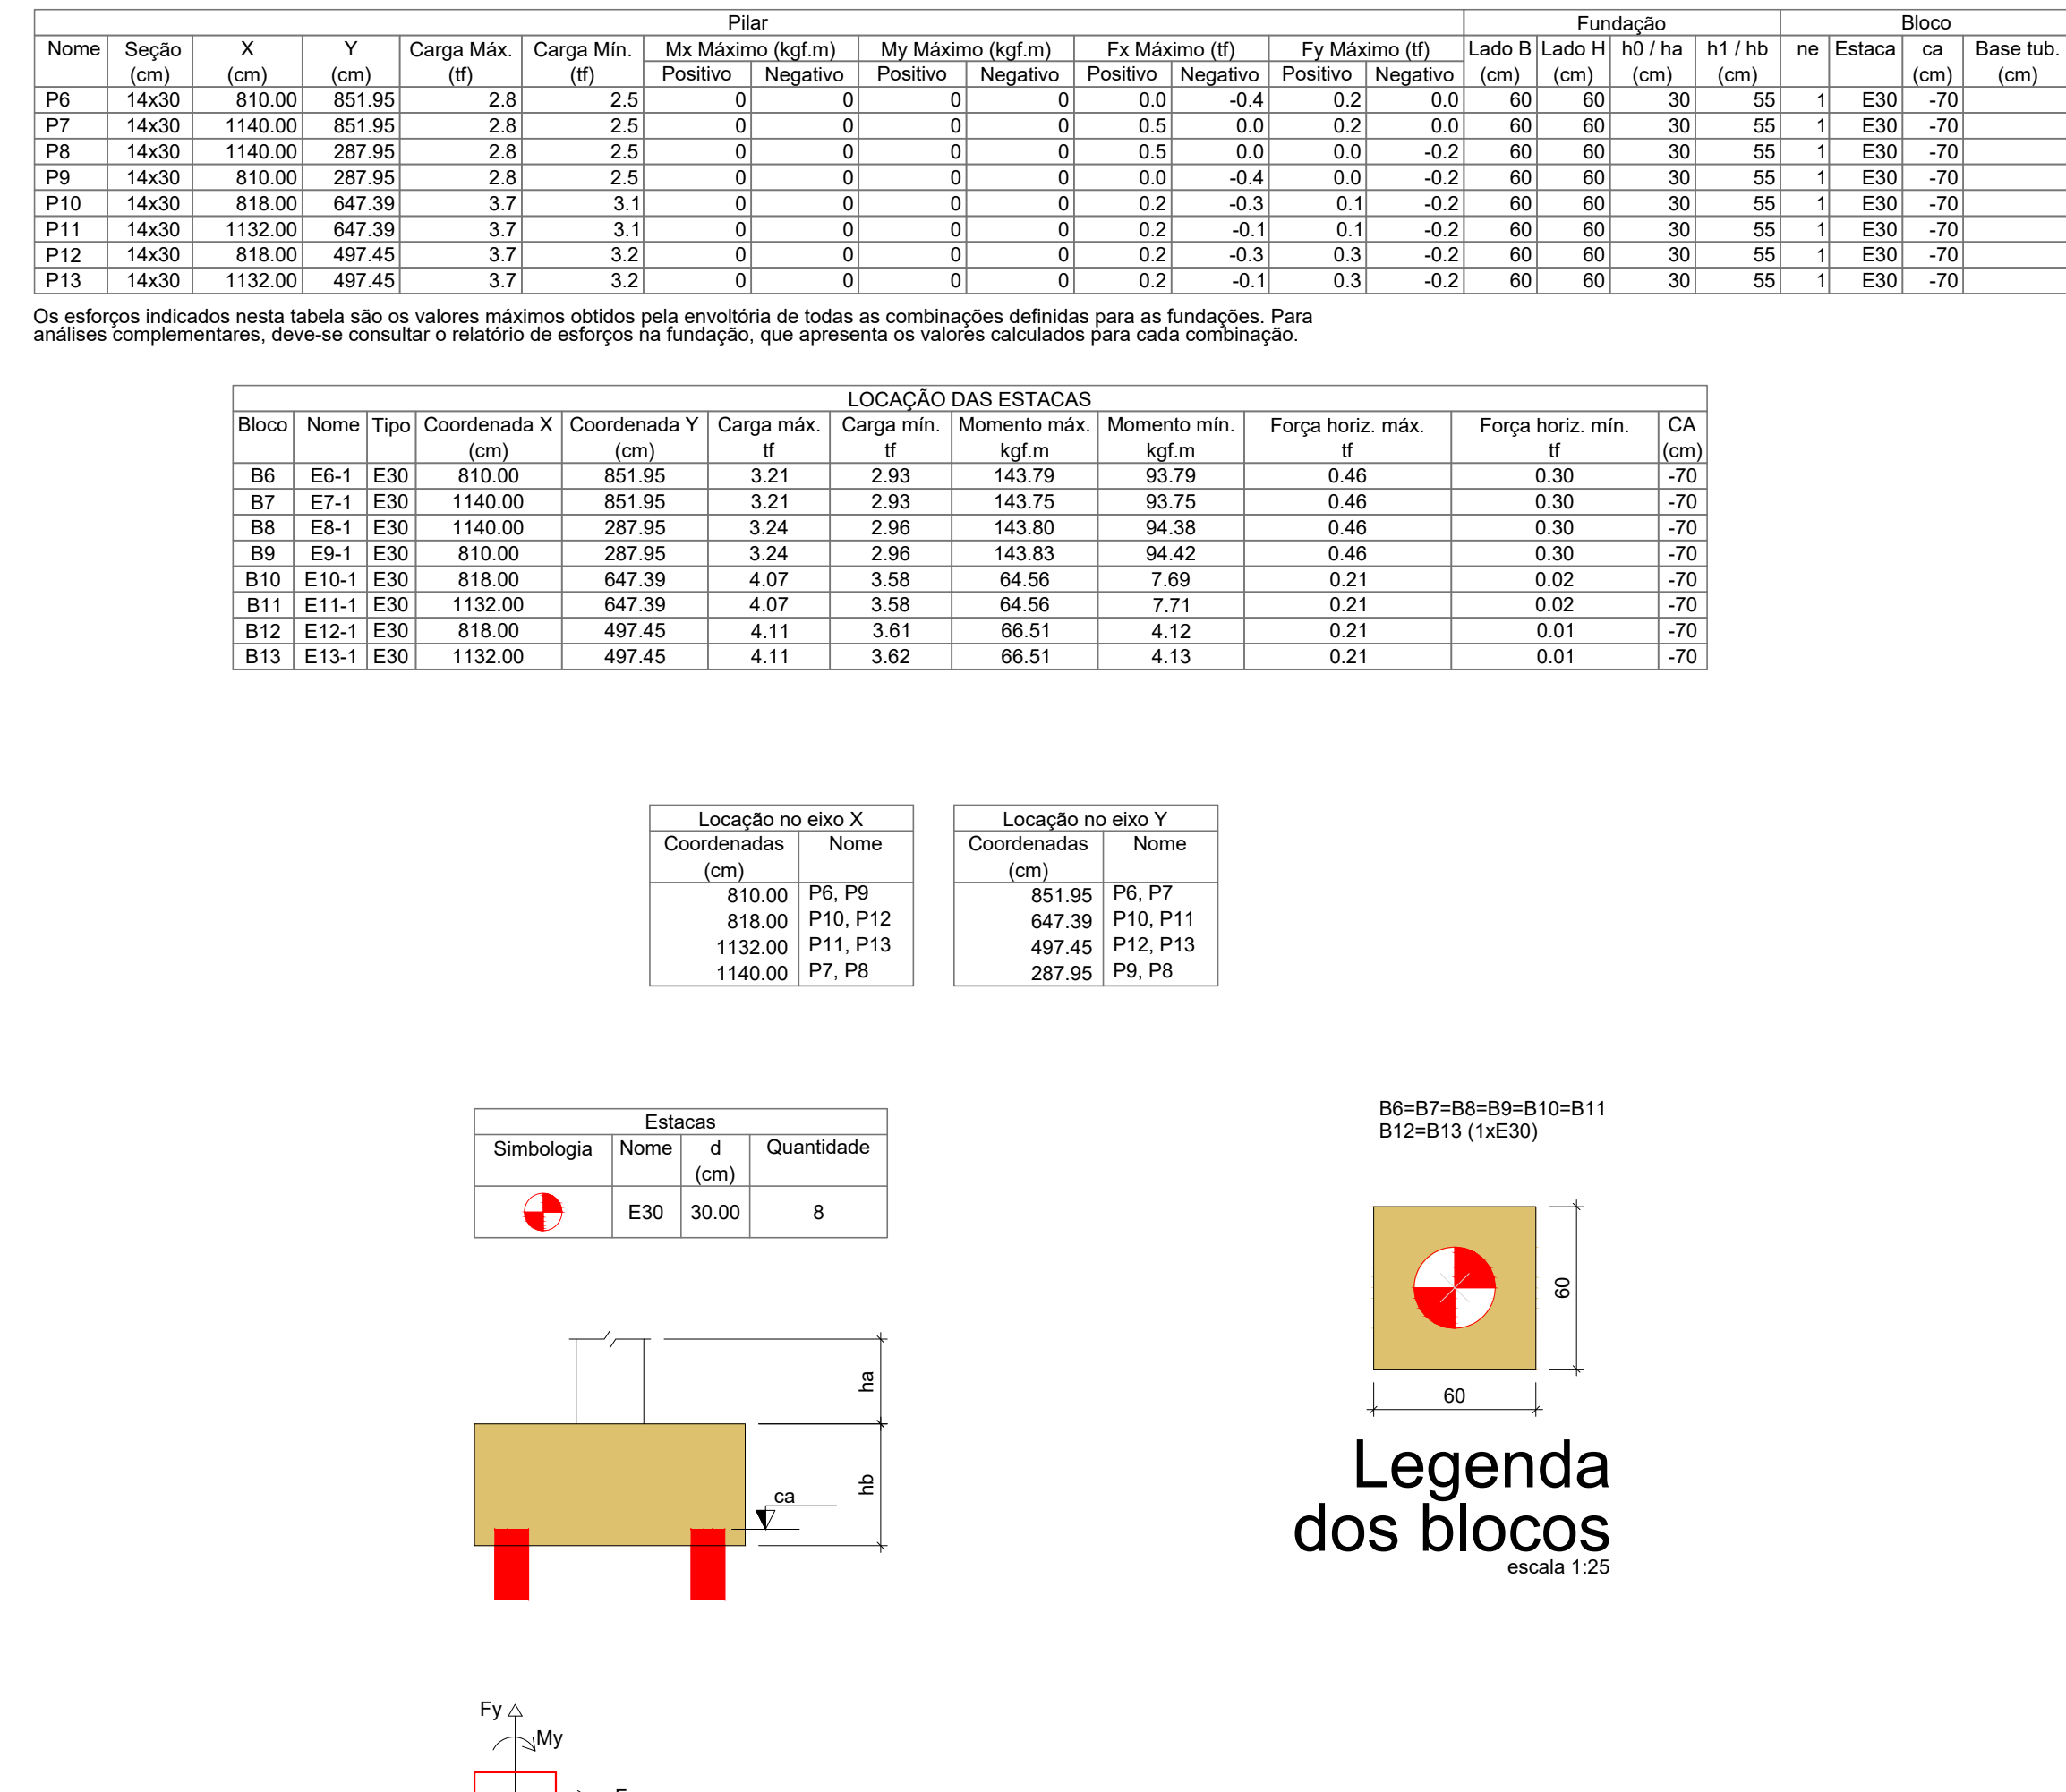 Pilar Fundação Bloco
Nome Seção X Y Carga Máx. Carga Mín. Mx Máximo (kgf.m) My Máximo (kgf.m) Fx Máximo (tf) Fy Máximo (tf) Lado B Lado H h0 / ha h1 / hb ne Estaca ca Base tub.
(cm) (cm) (cm) (tf) (tf) Positivo Negativo Positivo Negativo Positivo Negativo Positivo Negativo (cm) (cm) (cm) (cm) (cm) (cm)
P6 14x30 810.00 851.95 2.8 2.5 0 0 0 0 0.0 -0.4 0.2 0.0 60 60 30 55 1 E30 -70
P7 14x30 1140.00 851.95 2.8 2.5 0 0 0 0 0.5 0.0 0.2 0.0 60 60 30 55 1 E30 -70
P8 14x30 1140.00 287.95 2.8 2.5 0 0 0 0 0.5 0.0 0.0 -0.2 60 60 30 55 1 E30 -70
P9 14x30 810.00 287.95 2.8 2.5 0 0 0 0 0.0 -0.4 0.0 -0.2 60 60 30 55 1 E30 -70
P10 14x30 818.00 647.39 3.7 3.1 0 0 0 0 0.2 -0.3 0.1 -0.2 60 60 30 55 1 E30 -70
P11 14x30 1132.00 647.39 3.7 3.1 0 0 0 0 0.2 -0.1 0.1 -0.2 60 60 30 55 1 E30 -70
P12 14x30 818.00 497.45 3.7 3.2 0 0 0 0 0.2 -0.3 0.3 -0.2 60 60 30 55 1 E30 -70
P13 14x30 1132.00 497.45 3.7 3.2 0 0 0 0 0.2 -0.1 0.3 -0.2 60 60 30 55 1 E30 -70
Os esforços indicados nesta tabela são os valores máximos obtidos pela envoltória de todas as combinações definidas para as fundações. Para
análises complementares, deve-se consultar o relatório de esforços na fundação, que apresenta os valores calculados para cada combinação.
LOCAÇÃO DAS ESTACAS
Bloco Nome Tipo Coordenada X Coordenada Y Carga máx. Carga mín. Momento máx. Momento mín. Força horiz. máx. Força horiz. mín. CA
(cm) (cm) tf tf kgf.m kgf.m tf tf (cm)
B6 E6-1 E30 810.00 851.95 3.21 2.93 143.79 93.79 0.46 0.30 -70
B7 E7-1 E30 1140.00 851.95 3.21 2.93 143.75 93.75 0.46 0.30 -70
B8 E8-1 E30 1140.00 287.95 3.24 2.96 143.80 94.38 0.46 0.30 -70
B9 E9-1 E30 810.00 287.95 3.24 2.96 143.83 94.42 0.46 0.30 -70
B10 E10-1 E30 818.00 647.39 4.07 3.58 64.56 7.69 0.21 0.02 -70
B11 E11-1 E30 1132.00 647.39 4.07 3.58 64.56 7.71 0.21 0.02 -70
B12 E12-1 E30 818.00 497.45 4.11 3.61 66.51 4.12 0.21 0.01 -70
B13 E13-1 E30 1132.00 497.45 4.11 3.62 66.51 4.13 0.21 0.01 -70
Locação no eixo X
Coordenadas Nome
(cm)
810.00 P6, P9
818.00 P10, P12
1132.00 P11, P13
1140.00 P7, P8
Locação no eixo Y
Coordenadas Nome
(cm)
851.95 P6, P7
647.39 P10, P11
497.45 P12, P13
287.95 P9, P8
Estacas
Simbologia Nome d Quantidade
(cm)
E30 30.00 8
ha
hb
ca
B6=B7=B8=B9=B10=B11
B12=B13 (1xE30)
60
60
Legenda
dos blocos
escala 1:25
Fy
My